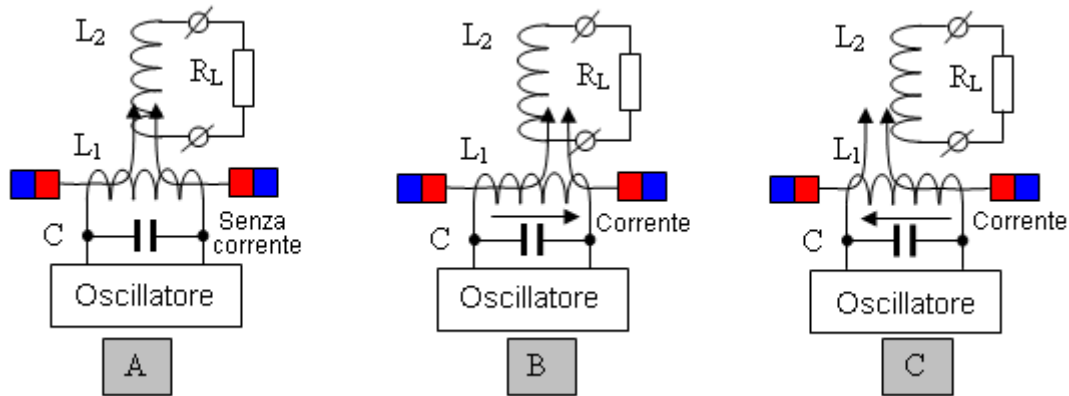 L2
RL
L1
Senza
corrente
C
Oscillatore
A
L2
RL
L1
Corrente
C
Oscillatore
B
L2
RL
L1
Corrente
C
Oscillatore
C